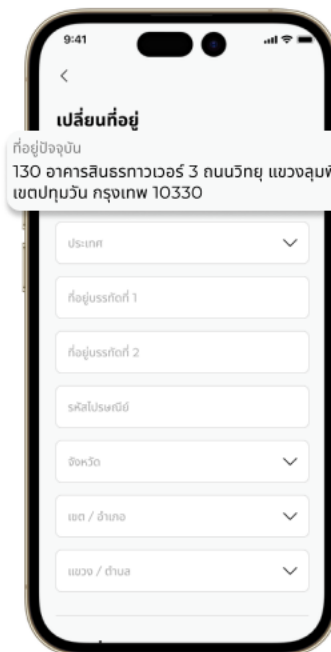 9:41
เปลี่ยนที่อยู่
ที่อยู่ปัจจุบัน
130 อาคารสินธรทาวเวอร์ 3 ถนนวิทยุ แขวง
เขตปทุมวัน กรุงเทพ 10330
ประเทศ
ที่อยู่บรรทัดที่ 1
ที่อยู่บรรทัดที่ 2
รหัสไปรษณีย์
จังหวัด
เขต / อำเภอ
แขวง / ตำบล